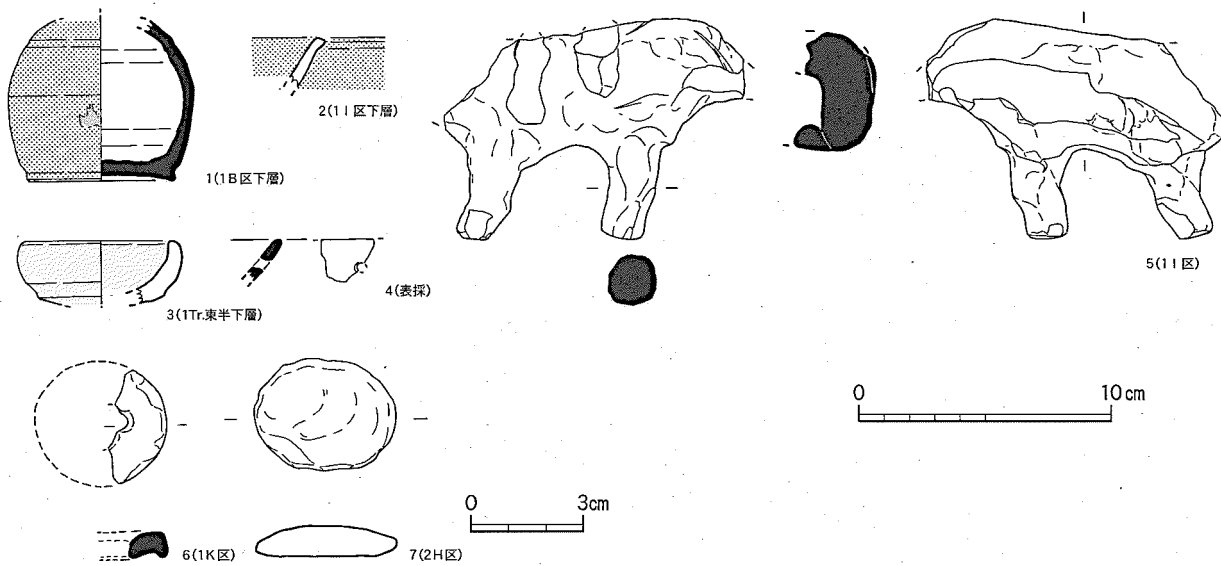 1(1B区下層)
2(1I区下層)
3(1Tr.東半下層)
4(表採)
5(1I区)
0 10cm
0 3cm
6(1K区)
7(2H区)